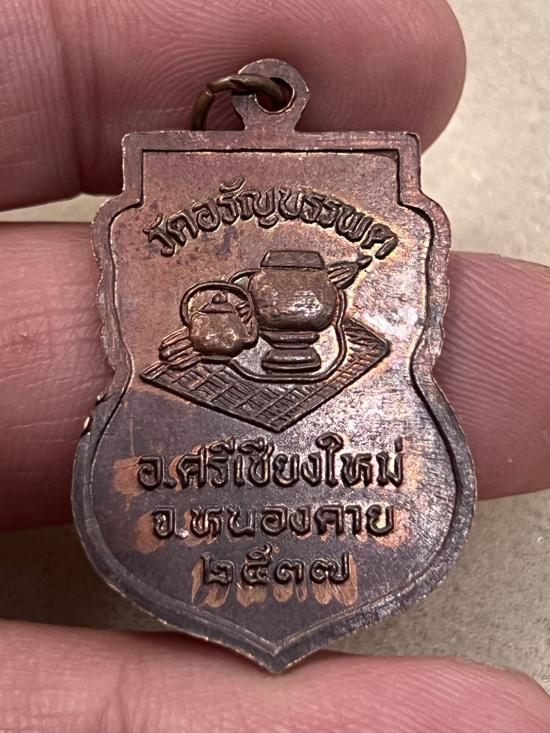 วัดอรัญบรรพต
อ.ศรีเชียงใหม่
จ.หนองคาย
๒๕๓๗